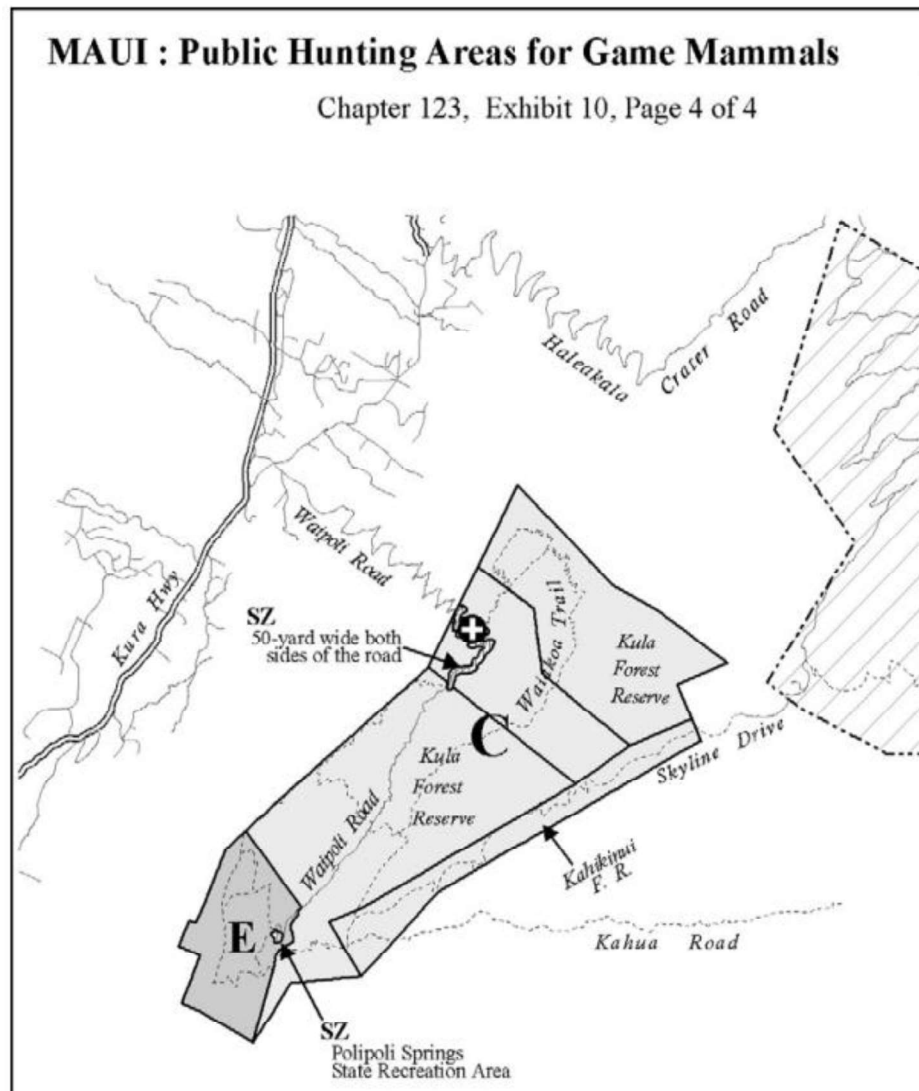 MAUI : Public Hunting Areas for Game Mammals
Chapter 123, Exhibit 10, Page 4 of 4
Haleakala
Crater Road
Waipoli Road
Kura Hwy
SZ
50-yard wide both
sides of the road
Waiakoa Trail
Kula
Forest
Reserve
C
Kula
Forest
Reserve
Skyline Drive
Waipoli Road
Kahikinui
F. R.
E
Kahua Road
SZ
Polipoli Springs
State Recreation Area